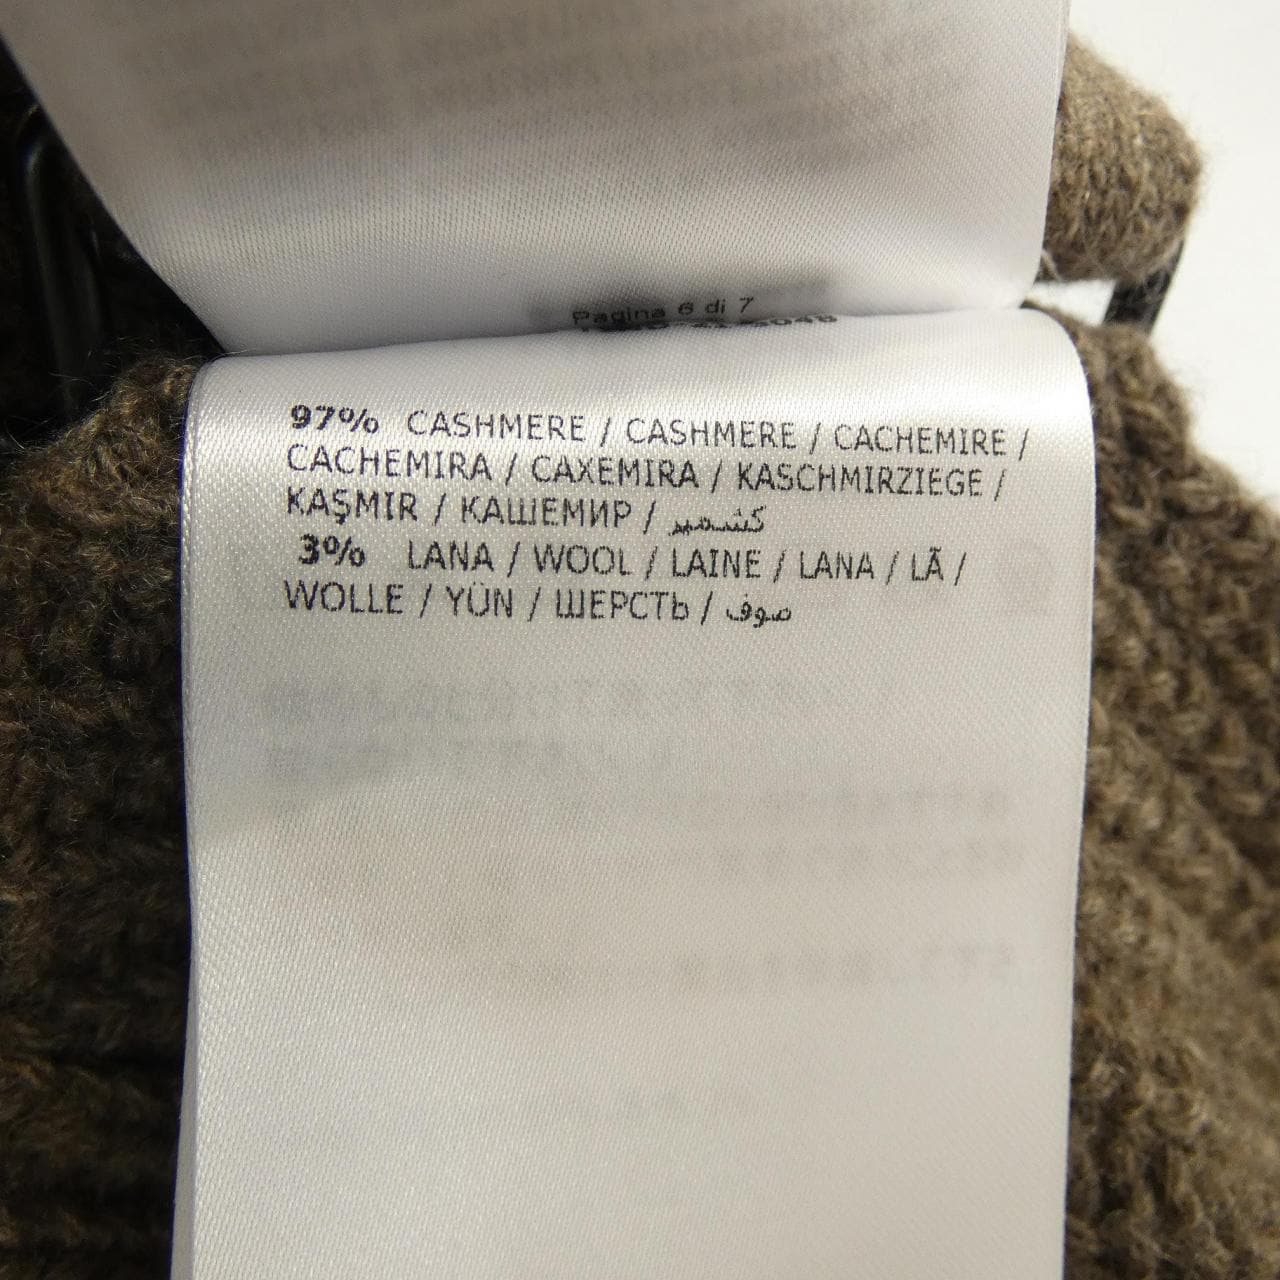 Pagina 6 di 7
97% CASHMERE / CASHMERE / CACHEMIRE /
CACHEMIRA / CAXEMIRA / KASCHMIRZIEGE /
KAŞMIR / КАШЕМИР / كشمير
3% LANA / WOOL / LAINE / LANA / LÃ /
WOLLE / YÜN / ШЕРСТЬ / صوف